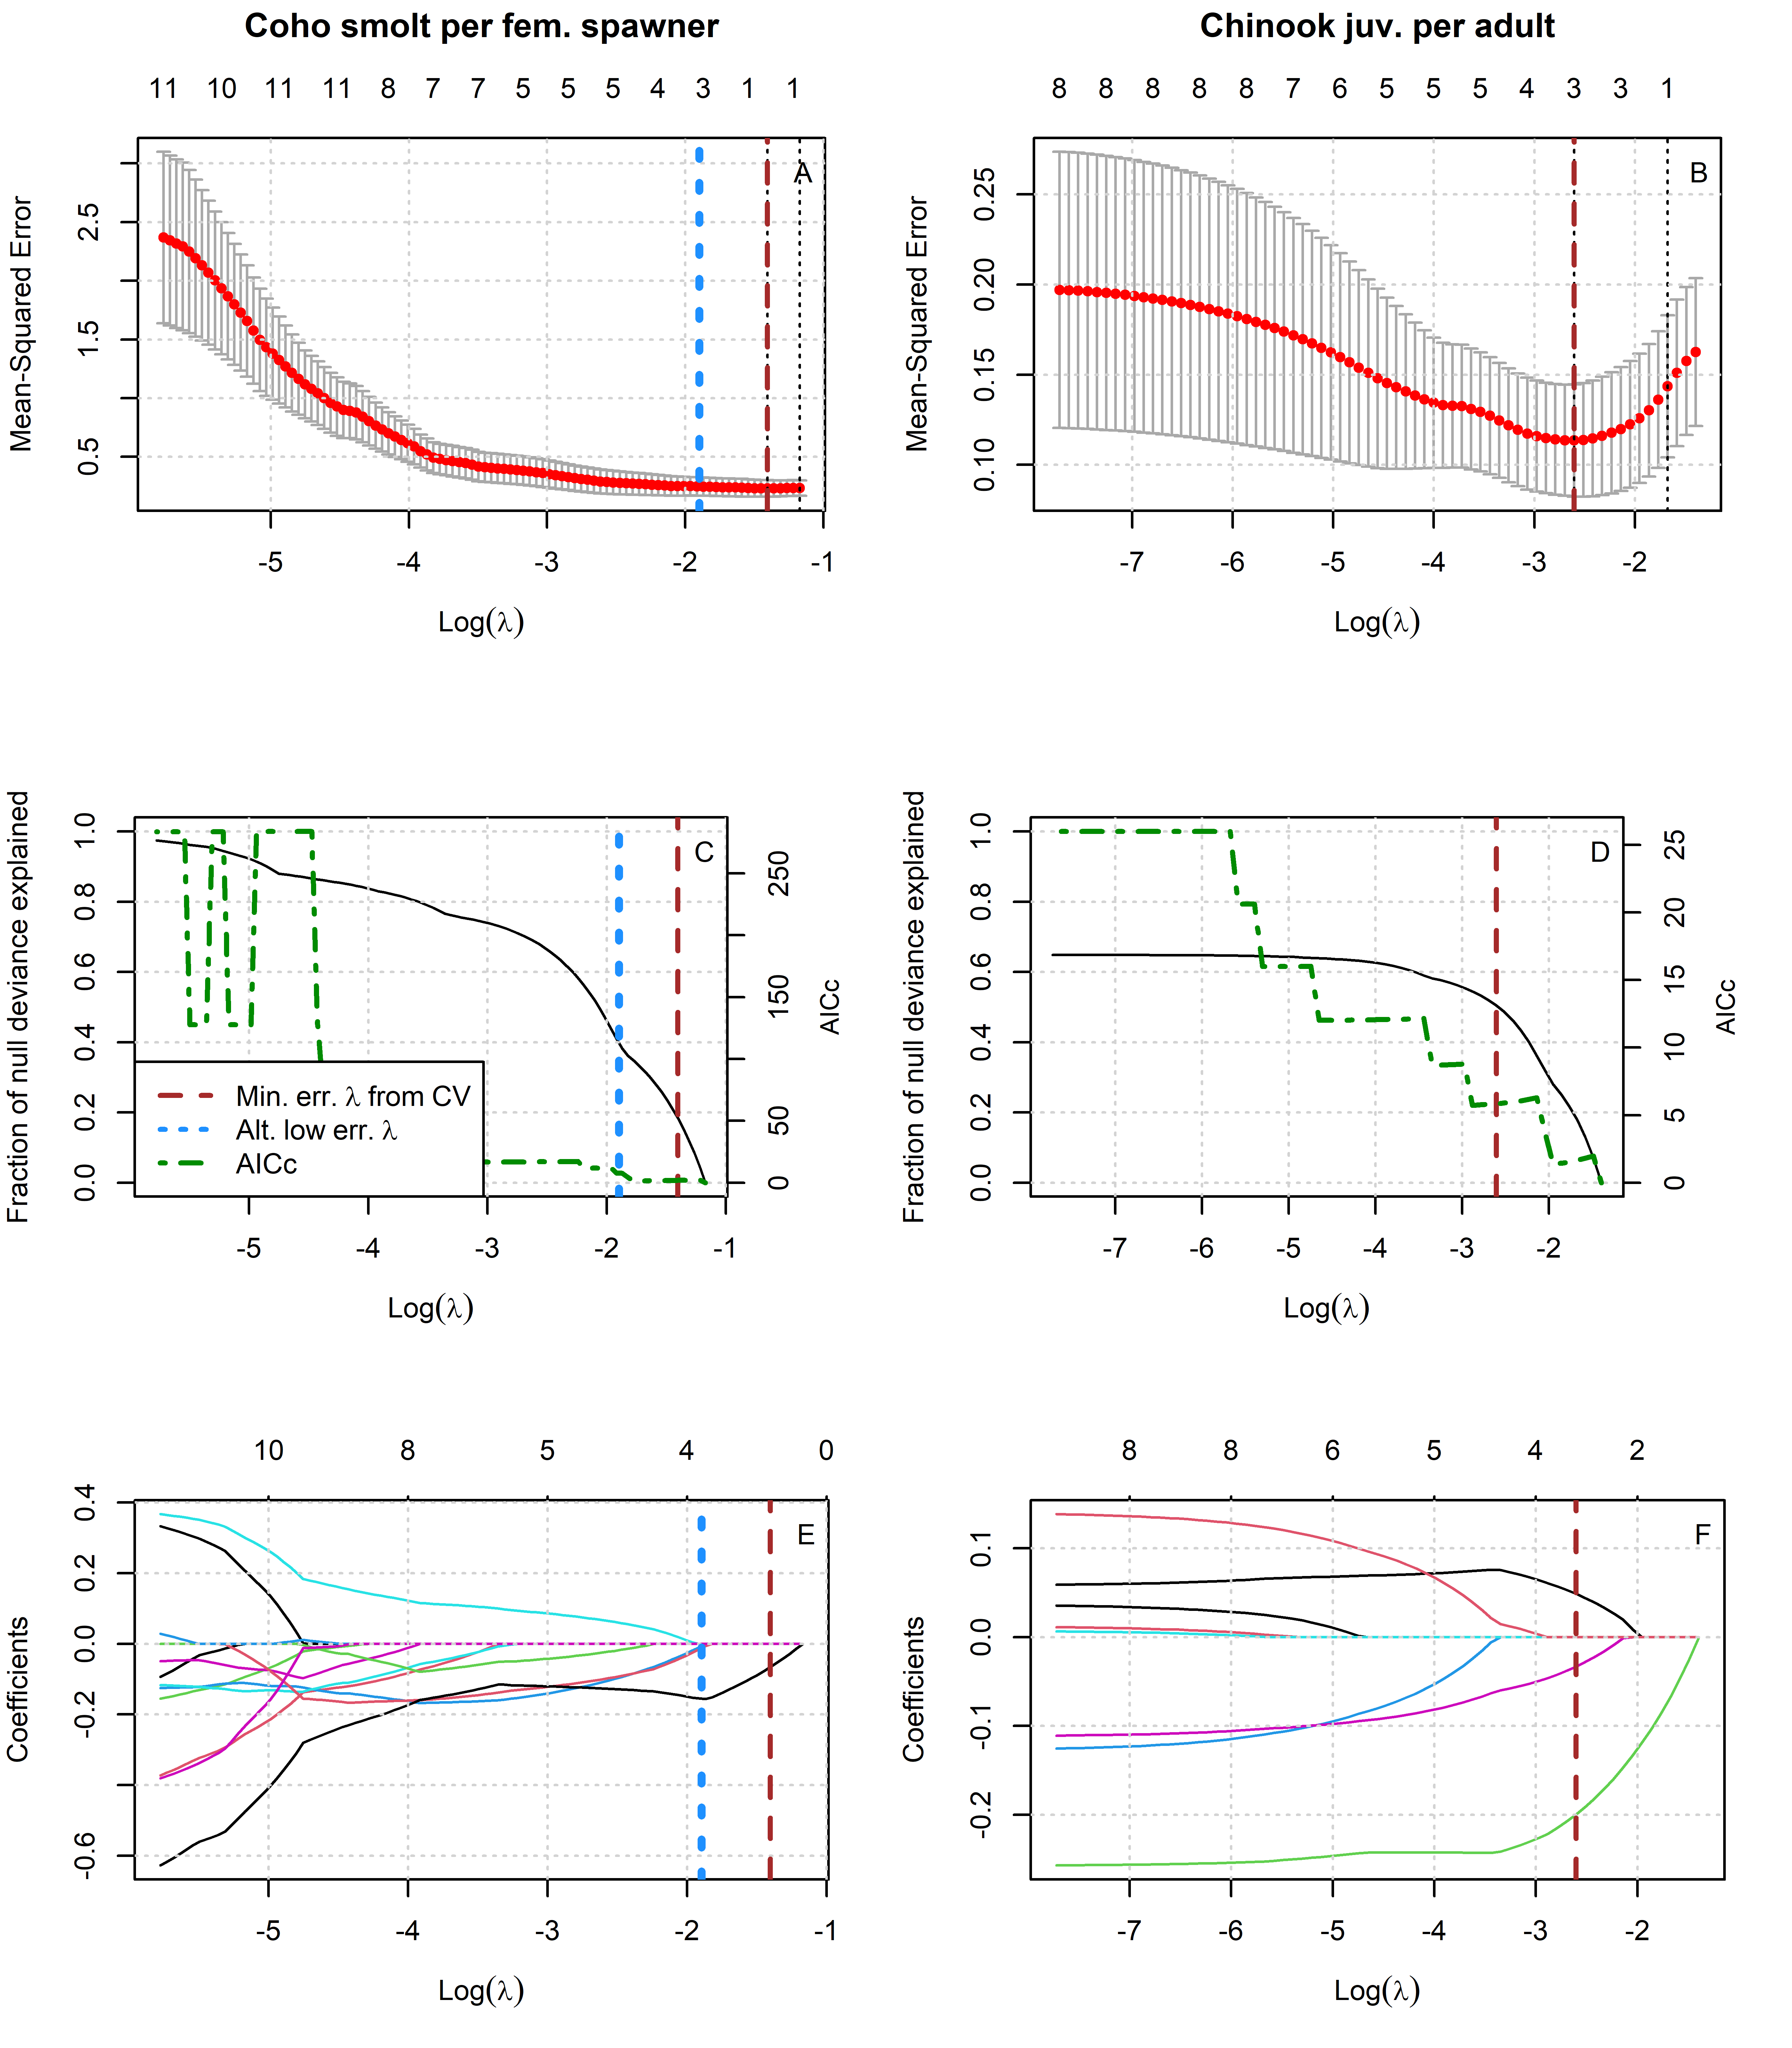 Coho smolt per fem. spawner
11 10 11 11 8 7 7 5 5 5 4 3 1 1
Mean-Squared Error
0.5 1.5 2.5
A
-5 -4 -3 -2 -1
Log(λ)
Chinook juv. per adult
8 8 8 8 8 7 6 5 5 5 4 3 3 1
Mean-Squared Error
0.10 0.15 0.20 0.25
B
-7 -6 -5 -4 -3 -2
Log(λ)
Fraction of null deviance explained
0.0 0.2 0.4 0.6 0.8 1.0
C
Min. err. λ from CV
Alt. low err. λ
AICc
0 50 150 250
AICc
-5 -4 -3 -2 -1
Log(λ)
Fraction of null deviance explained
0.0 0.2 0.4 0.6 0.8 1.0
D
0 5 10 15 20 25
AICc
-7 -6 -5 -4 -3 -2
Log(λ)
10 8 5 4 0
Coefficients
-0.6 -0.2 0.0 0.2 0.4
E
-5 -4 -3 -2 -1
Log(λ)
8 8 6 5 4 2
Coefficients
-0.2 -0.1 0.0 0.1
F
-7 -6 -5 -4 -3 -2
Log(λ)